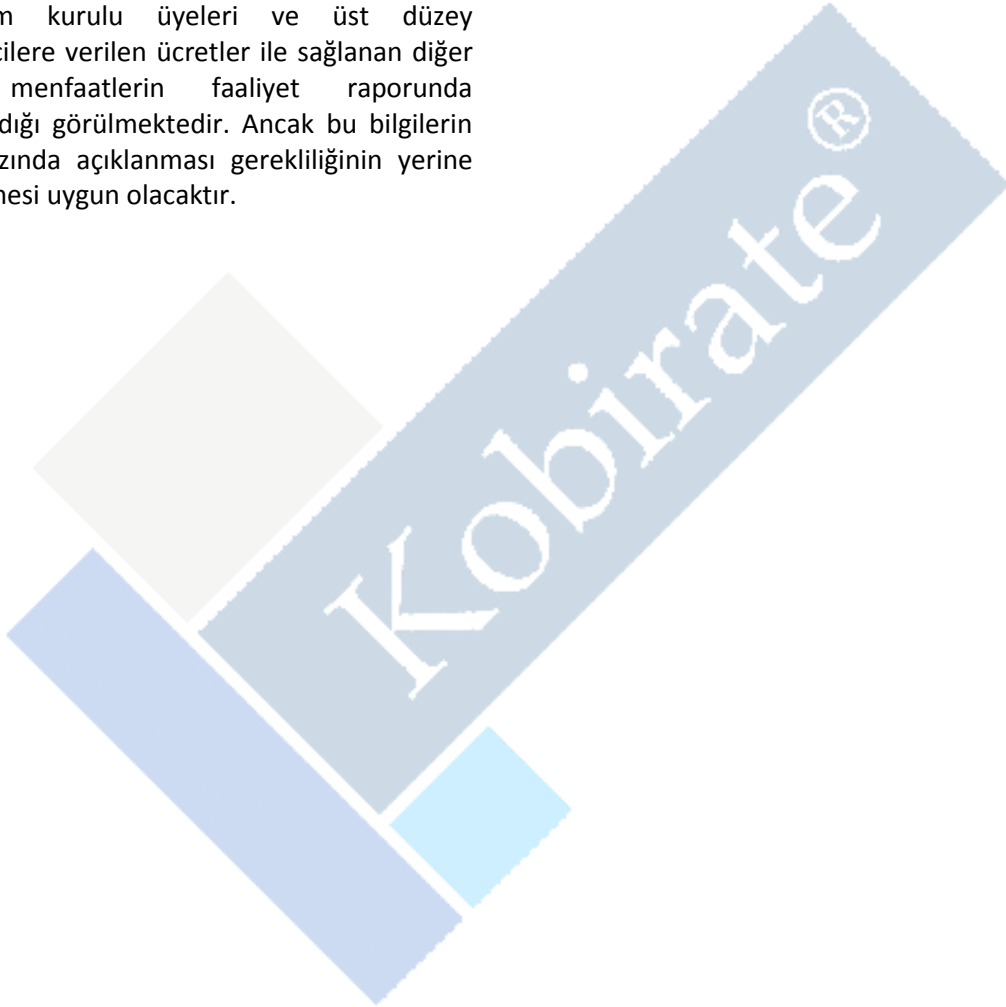 m kurulu üyeleri ve üst düzey
cilere verilen ücretler ile sağlanan diğer
menfaatlerin faaliyet raporunda
dığı görülmektedir. Ancak bu bilgilerin
zında açıklanması gerekliliğinin yerine
nesi uygun olacaktır.
Kobirate ®